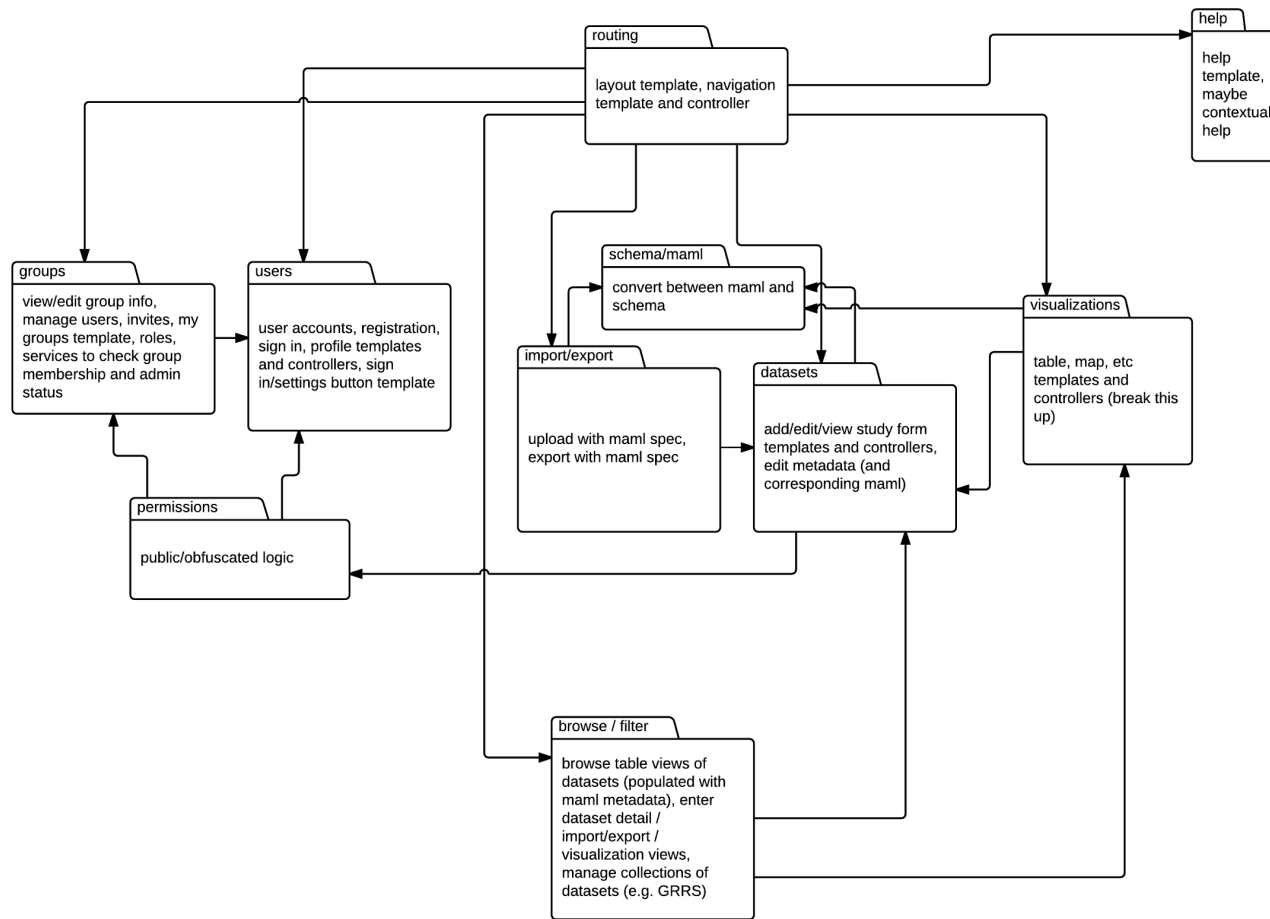 routing
layout template, navigation
template and controller
help
help
template,
maybe
contextual
help
groups
view/edit group info,
manage users, invites, my
groups template, roles,
services to check group
membership and admin
status
users
user accounts, registration,
sign in, profile templates
and controllers, sign
in/settings button template
schema/maml
convert between maml and
schema
visualizations
table, map, etc
templates and
controllers (break this
up)
import/export
upload with maml spec,
export with maml spec
datasets
add/edit/view study form
templates and controllers,
edit metadata (and
corresponding maml)
permissions
public/obfuscated logic
browse / filter
browse table views of
datasets (populated with
maml metadata), enter
dataset detail /
import/export /
visualization views,
manage collections of
datasets (e.g. GRRS)